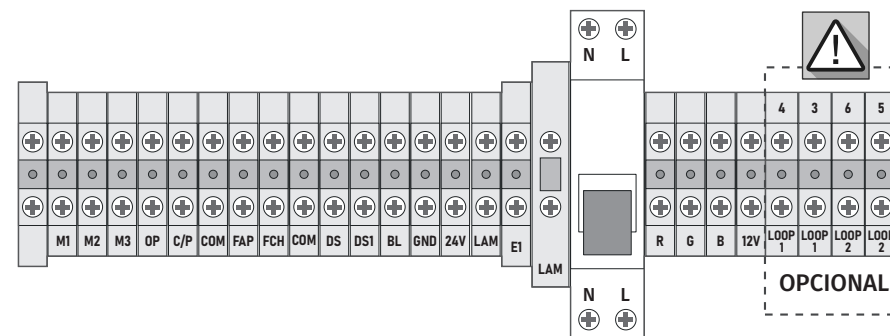 N L
4 3 6 5
M1 M2 M3 OP C/P COM FAP FCH COM DS DS1 BL GND 24V LAM E1 LAM R G B 12V LOOP 1 LOOP 1 LOOP 2 LOOP 2
OPCIONAL
N L